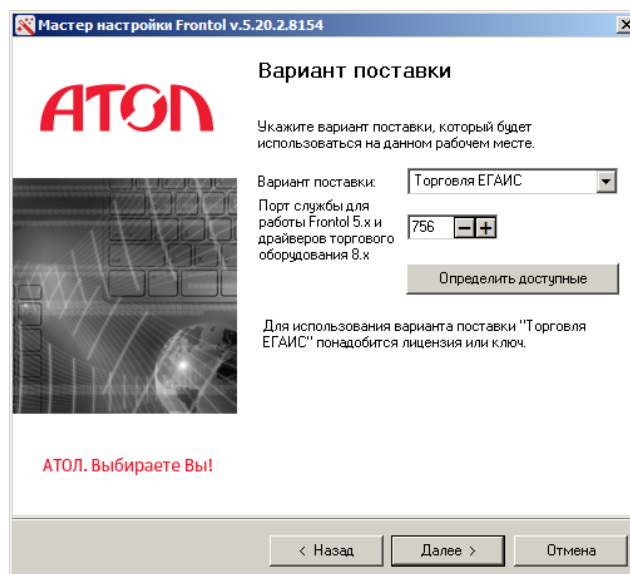 Мастер настройки Frontol v.5.20.2.8154
АТОЛ
Вариант поставки
Укажите вариант поставки, который будет
использоваться на данном рабочем месте.
Вариант поставки:
Торговля ЕГАИС
Порт службы для
работы Frontol 5.x и
драйверов торгового
оборудования 8.x
756
Определить доступные
Для использования варианта поставки "Торговля
ЕГАИС" понадобится лицензия или ключ.
АТОЛ. Выбираете Вы!
< Назад
Далее >
Отмена